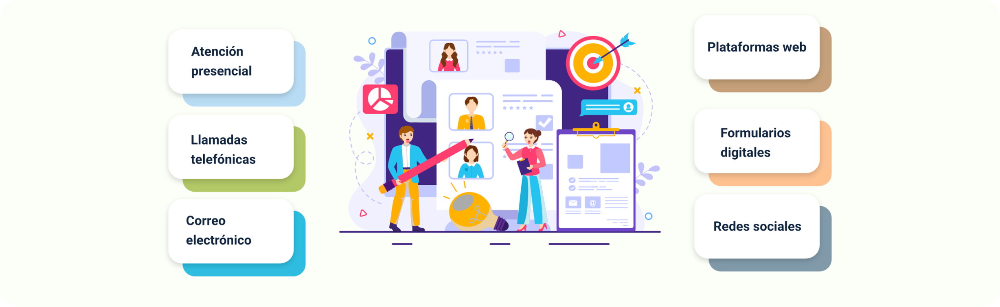 Atención
presencial
Llamadas
telefónicas
Correo
electrónico
Plataformas web
Formularios
digitales
Redes sociales
@